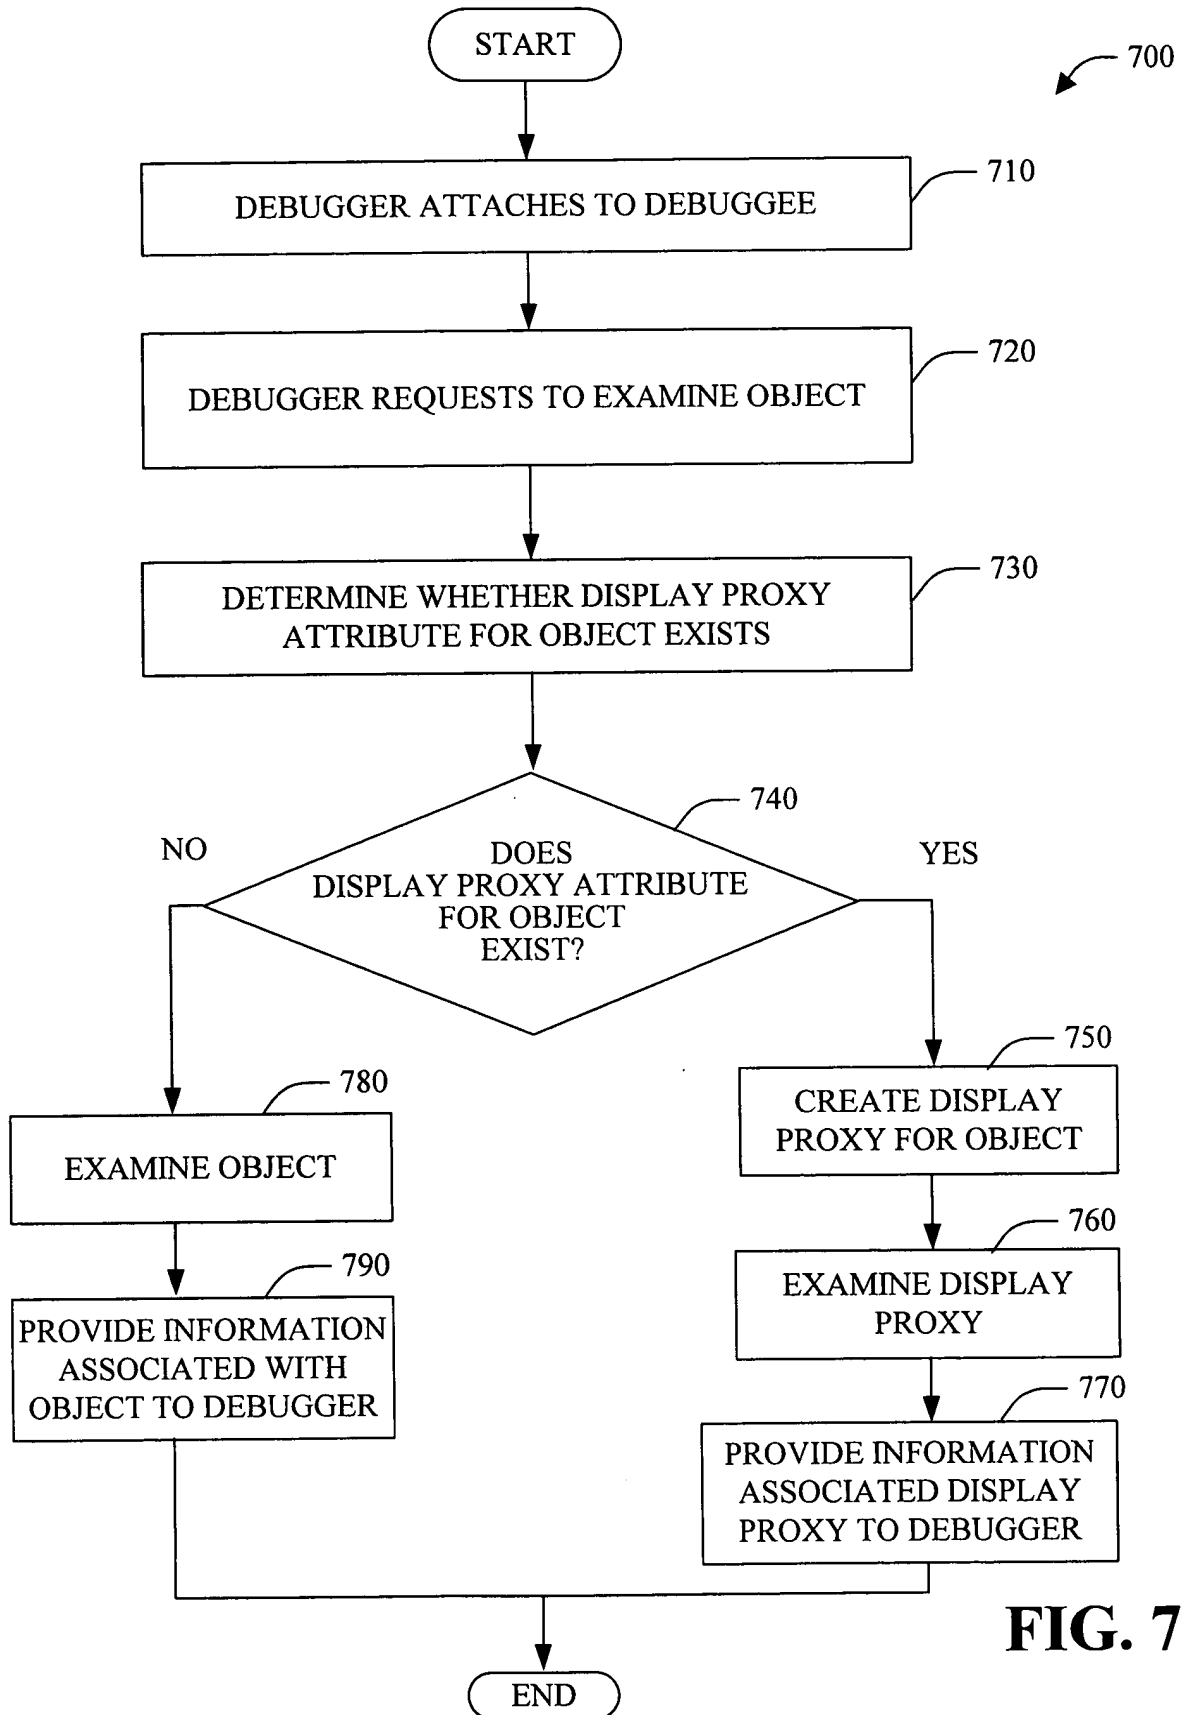 START
700
710
DEBUGGER ATTACHES TO DEBUGGEE
720
DEBUGGER REQUESTS TO EXAMINE OBJECT
730
DETERMINE WHETHER DISPLAY PROXY
ATTRIBUTE FOR OBJECT EXISTS
740
NO
YES
DOES
DISPLAY PROXY ATTRIBUTE
FOR OBJECT
EXIST?
750
CREATE DISPLAY
PROXY FOR OBJECT
780
EXAMINE OBJECT
760
EXAMINE DISPLAY
PROXY
790
PROVIDE INFORMATION
ASSOCIATED WITH
OBJECT TO DEBUGGER
770
PROVIDE INFORMATION
ASSOCIATED DISPLAY
PROXY TO DEBUGGER
FIG. 7
END